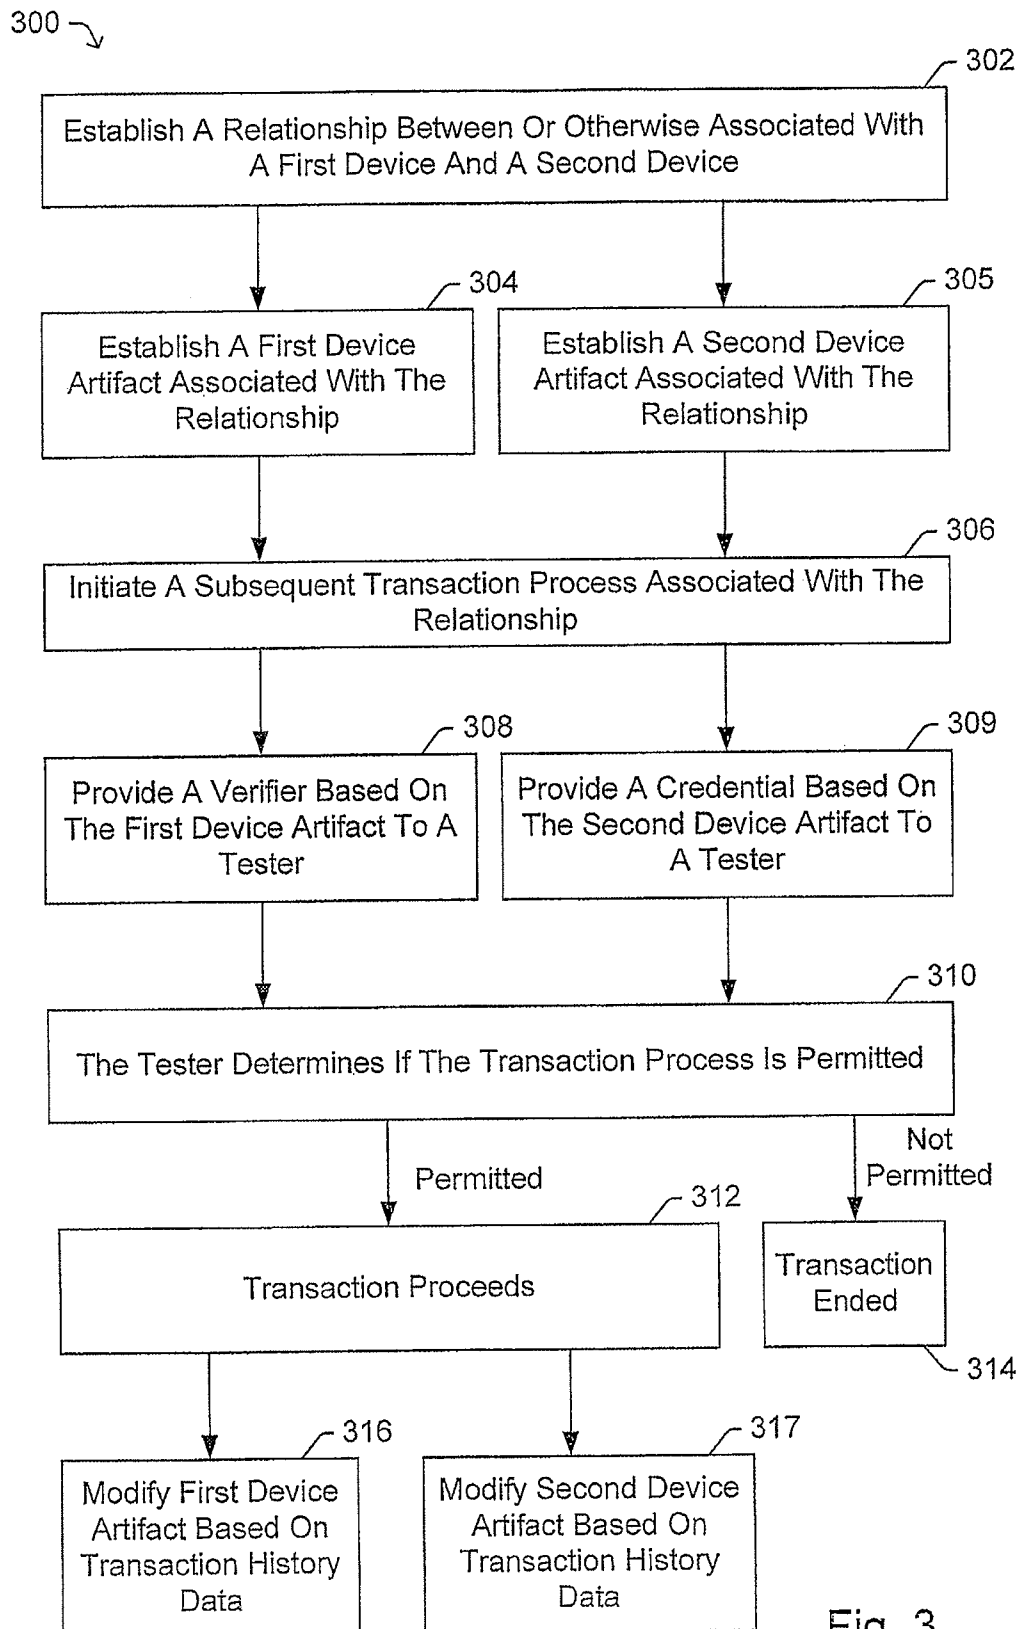 300
302
Establish A Relationship Between Or Otherwise Associated With
A First Device And A Second Device
304
305
Establish A First Device
Artifact Associated With The
Relationship
Establish A Second Device
Artifact Associated With The
Relationship
306
Initiate A Subsequent Transaction Process Associated With The
Relationship
308
309
Provide A Verifier Based On
The First Device Artifact To A
Tester
Provide A Credential Based On
The Second Device Artifact To
A Tester
310
The Tester Determines If The Transaction Process Is Permitted
Permitted
Not
Permitted
312
Transaction Proceeds
Transaction
Ended
314
316
317
Modify First Device
Artifact Based On
Transaction History
Data
Modify Second Device
Artifact Based On
Transaction History
Data
Fig. 3